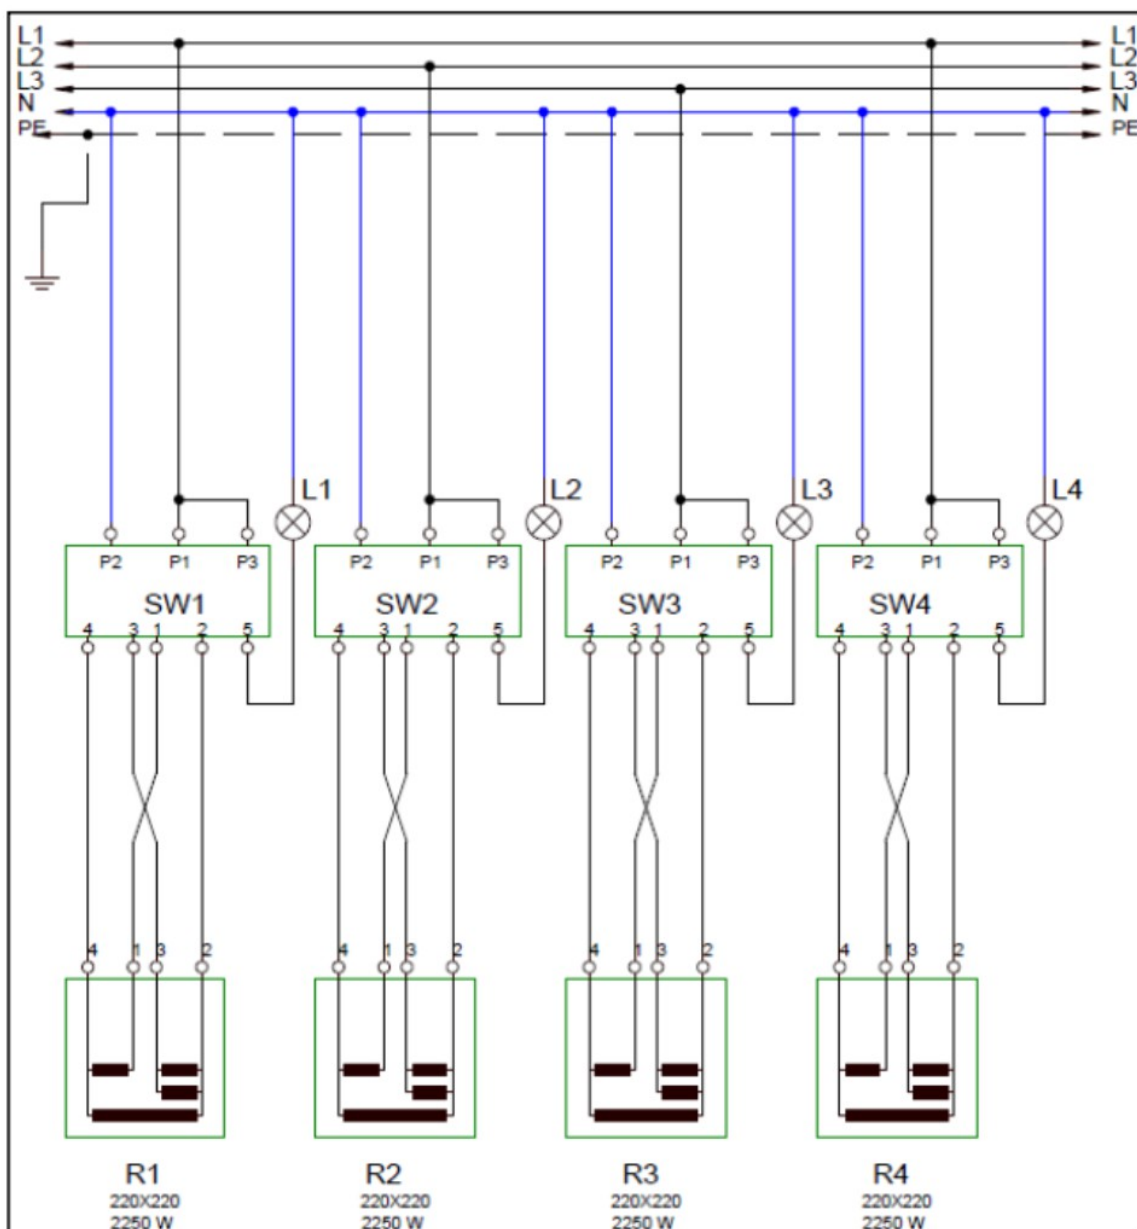 L1 L1
L2 L2
L3 L3
N N
PE PE
L1 L2 L3 L4
P2 P1 P3 P2 P1 P3 P2 P1 P3 P2 P1 P3
SW1 SW2 SW3 SW4
4 3 1 2 5 4 3 1 2 5 4 3 1 2 5 4 3 1 2 5
4 1 3 2 4 1 3 2 4 1 3 2 4 1 3 2
R1 R2 R3 R4
220X220 220X220 220X220 220X220
2250 W 2250 W 2250 W 2250 W